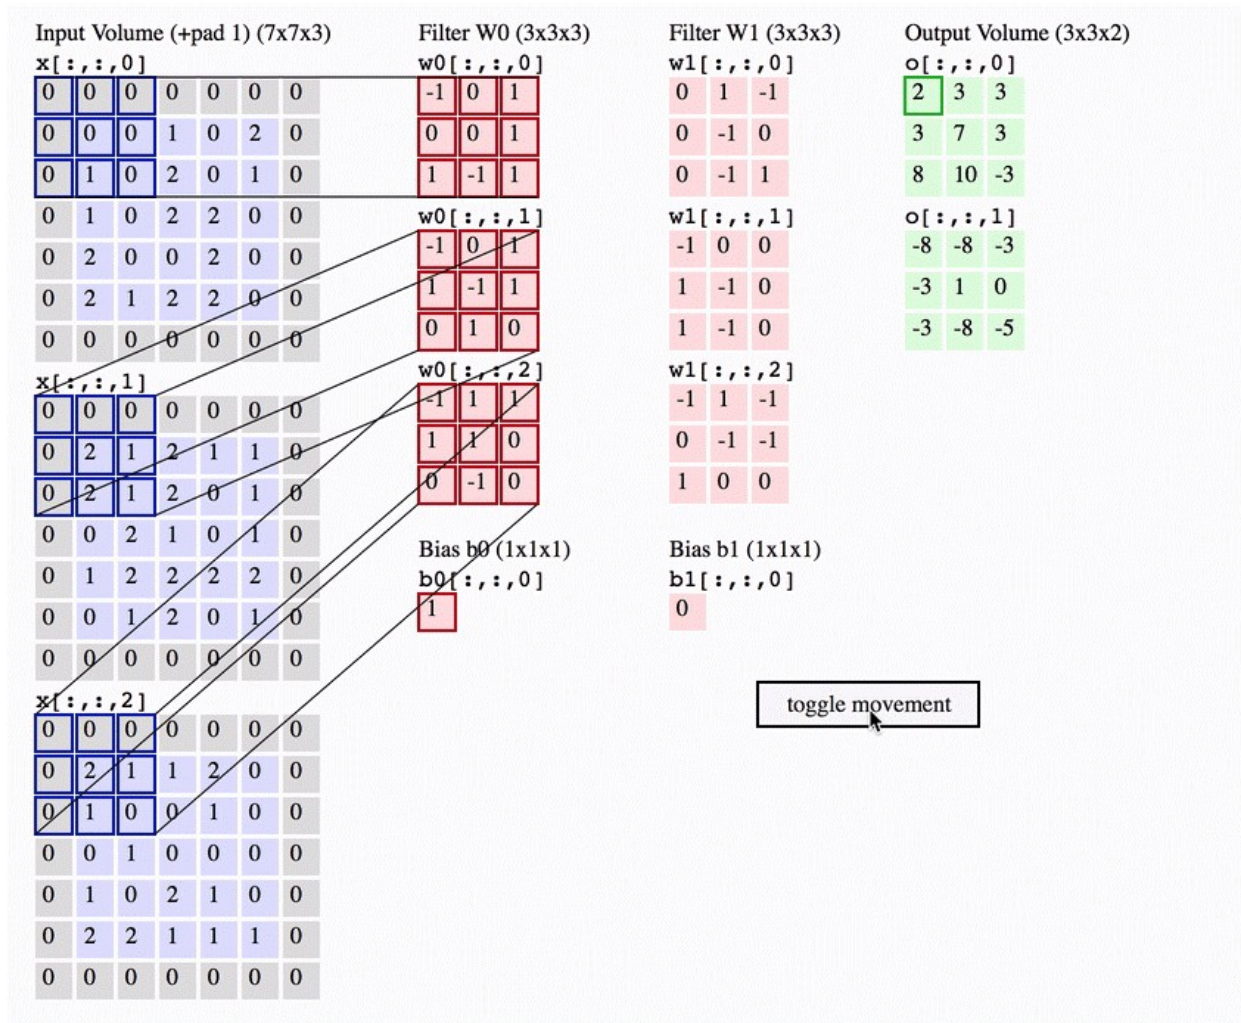 Input Volume (+pad 1) (7x7x3)
x[:,:,0]
0 0 0 0 0 0 0
0 0 0 1 0 2 0
0 1 0 2 0 1 0
0 1 0 2 2 0 0
0 2 0 0 2 0 0
0 2 1 2 2 0 0
0 0 0 0 0 0 0
x[:,:,1]
0 0 0 0 0 0 0
0 2 1 2 1 1 0
0 2 1 2 0 1 0
0 0 2 1 0 1 0
0 1 2 2 2 2 0
0 0 1 2 0 1 0
0 0 0 0 0 0 0
x[:,:,2]
0 0 0 0 0 0 0
0 2 1 1 2 0 0
0 1 0 0 1 0 0
0 0 1 0 0 0 0
0 1 0 2 1 0 0
0 2 2 1 1 1 0
0 0 0 0 0 0 0
Filter W0 (3x3x3)
w0[:,:,0]
-1 0 1
0 0 1
1 -1 1
w0[:,:,1]
-1 0 1
1 -1 1
0 1 0
w0[:,:,2]
-1 1 1
1 1 0
0 -1 0
Bias b0 (1x1x1)
b0[:,:,0]
1
Filter W1 (3x3x3)
w1[:,:,0]
0 1 -1
0 -1 0
0 -1 1
w1[:,:,1]
-1 0 0
1 -1 0
1 -1 0
w1[:,:,2]
-1 1 -1
0 -1 -1
1 0 0
Bias b1 (1x1x1)
b1[:,:,0]
0
Output Volume (3x3x2)
o[:,:,0]
2 3 3
3 7 3
8 10 -3
o[:,:,1]
-8 -8 -3
-3 1 0
-3 -8 -5
toggle movement